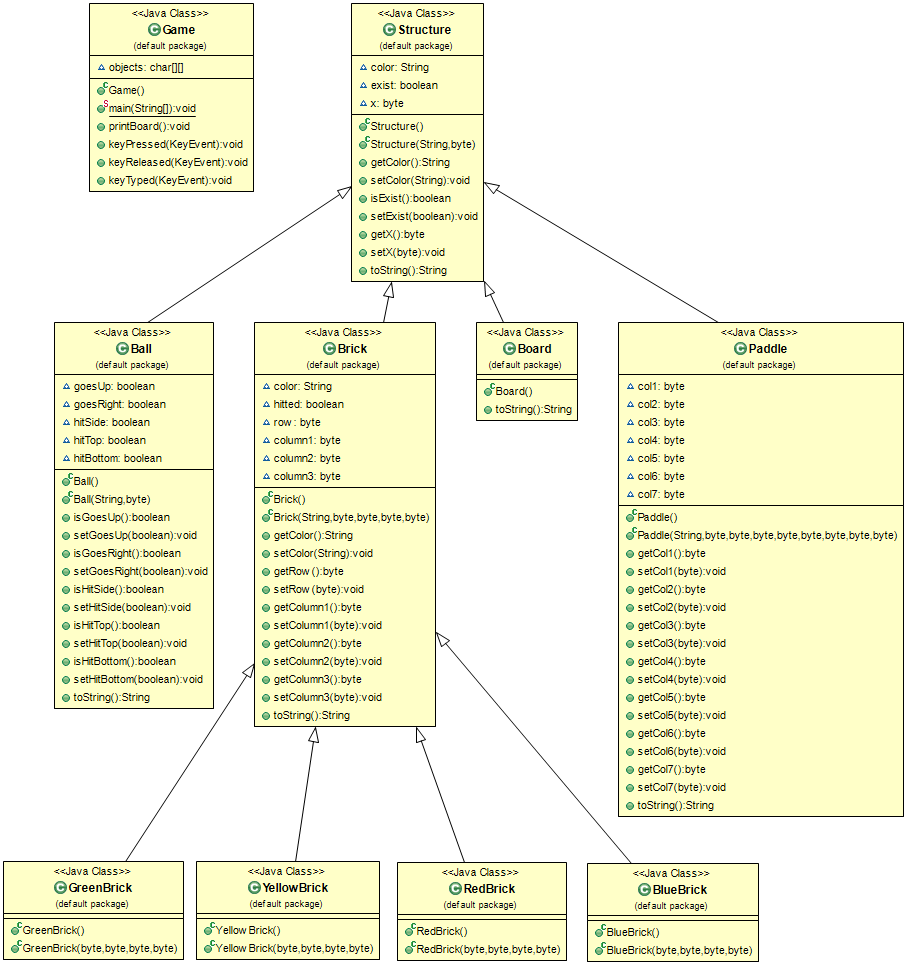 <<Java Class>>
Game
(default package)
objects: char[][]
Game()
main(String[]):void
printBoard():void
keyPressed(KeyEvent):void
keyReleased(KeyEvent):void
keyTyped(KeyEvent):void
<<Java Class>>
Structure
(default package)
color: String
exist: boolean
x: byte
Structure()
Structure(String,byte)
getColor():String
setColor(String):void
isExist():boolean
setExist(boolean):void
getX():byte
setX(byte):void
toString():String
<<Java Class>>
Ball
(default package)
goesUp: boolean
goesRight: boolean
hitSide: boolean
hitTop: boolean
hitBottom: boolean
Ball()
Ball(String,byte)
isGoesUp():boolean
setGoesUp(boolean):void
isGoesRight():boolean
setGoesRight(boolean):void
isHitSide():boolean
setHitSide(boolean):void
isHitTop():boolean
setHitTop(boolean):void
isHitBottom():boolean
setHitBottom(boolean):void
toString():String
<<Java Class>>
Brick
(default package)
color: String
hitted: boolean
row: byte
column1: byte
column2: byte
column3: byte
Brick()
Brick(String,byte,byte,byte,byte)
getColor():String
setColor(String):void
getRow():byte
setRow(byte):void
getColumn1():byte
setColumn1(byte):void
getColumn2():byte
setColumn2(byte):void
getColumn3():byte
setColumn3(byte):void
toString():String
<<Java Class>>
Board
(default package)
Board()
toString():String
<<Java Class>>
Paddle
(default package)
col1: byte
col2: byte
col3: byte
col4: byte
col5: byte
col6: byte
col7: byte
Paddle()
Paddle(String,byte,byte,byte,byte,byte,byte,byte,byte)
getCol1():byte
setCol1(byte):void
getCol2():byte
setCol2(byte):void
getCol3():byte
setCol3(byte):void
getCol4():byte
setCol4(byte):void
getCol5():byte
setCol5(byte):void
getCol6():byte
setCol6(byte):void
getCol7():byte
setCol7(byte):void
toString():String
<<Java Class>>
GreenBrick
(default package)
GreenBrick()
GreenBrick(byte,byte,byte,byte)
<<Java Class>>
YellowBrick
(default package)
YellowBrick()
YellowBrick(byte,byte,byte,byte)
<<Java Class>>
RedBrick
(default package)
RedBrick()
RedBrick(byte,byte,byte,byte)
<<Java Class>>
BlueBrick
(default package)
BlueBrick()
BlueBrick(byte,byte,byte,byte)